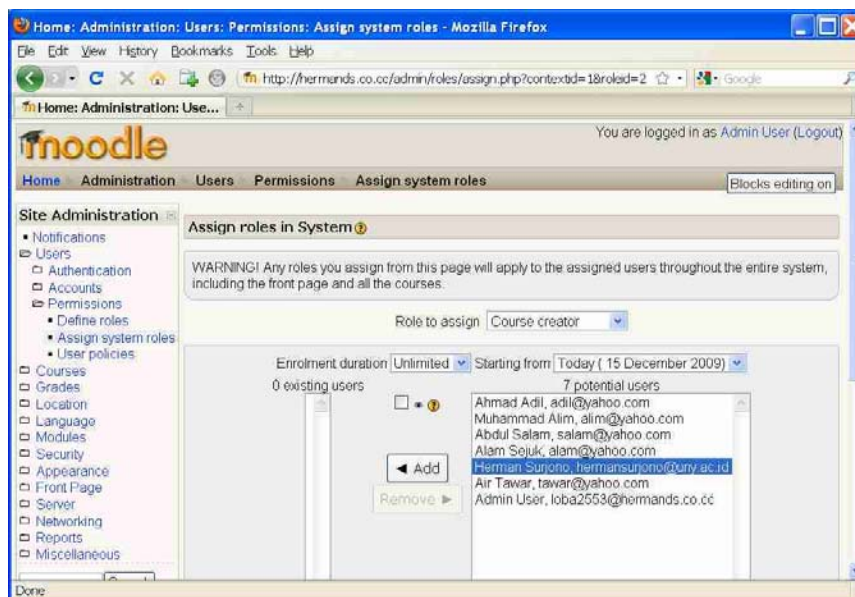 Home: Administration: Users: Permissions: Assign system roles - Mozilla Firefox
File Edit View History Bookmarks Tools Help
http://hermands.co.cc/admin/roles/assign.php?contextid=1&roleid=2 Google
Home: Administration: Use...
moodle
You are logged in as Admin User (Logout)
Home Administration Users Permissions Assign system roles
Blocks editing on
Site Administration
Notifications
Users
Authentication
Accounts
Permissions
Define roles
Assign system roles
User policies
Courses
Grades
Location
Language
Modules
Security
Appearance
Front Page
Server
Networking
Reports
Miscellaneous
Assign roles in System
WARNING! Any roles you assign from this page will apply to the assigned users throughout the entire system,
including the front page and all the courses.
Role to assign Course creator
Enrolment duration Unlimited Starting from Today ( 15 December 2009)
0 existing users
7 potential users
Ahmad Adil, adil@yahoo.com
Muhammad Alim, alim@yahoo.com
Abdul Salam, salam@yahoo.com
Alam Sejuk, alam@yahoo.com
Herman Surjono, hermansurjono@uny.ac.id
Air Tawar, tawar@yahoo.com
Admin User, loba2553@hermands.co.cc
◄ Add
Remove ►
Done